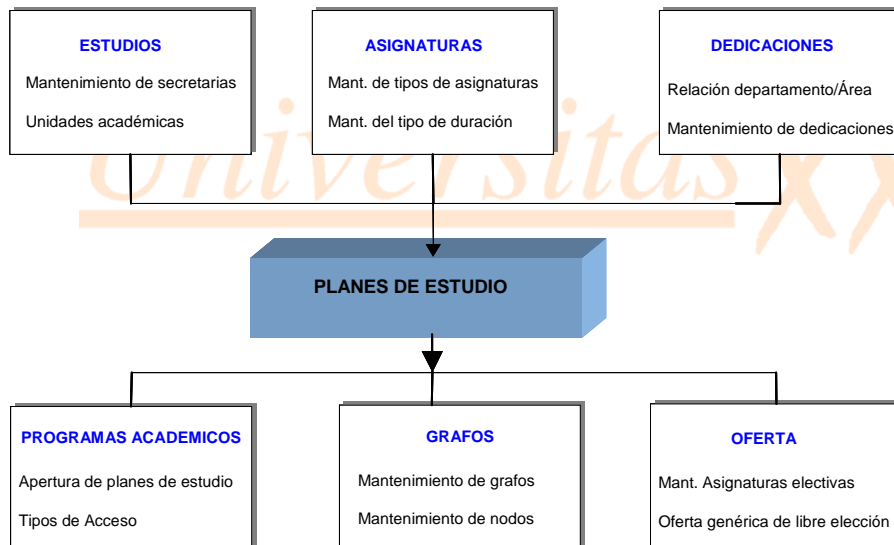 ESTUDIOS
Mantenimiento de secretarias
Unidades académicas
ASIGNATURAS
Mant. de tipos de asignaturas
Mant. del tipo de duración
DEDICACIONES
Relación departamento/Área
Mantenimiento de dedicaciones
Universitas XXI
PLANES DE ESTUDIO
PROGRAMAS ACADEMICOS
Apertura de planes de estudio
Tipos de Acceso
GRAFOS
Mantenimiento de grafos
Mantenimiento de nodos
OFERTA
Mant. Asignaturas electivas
Oferta genérica de libre elección